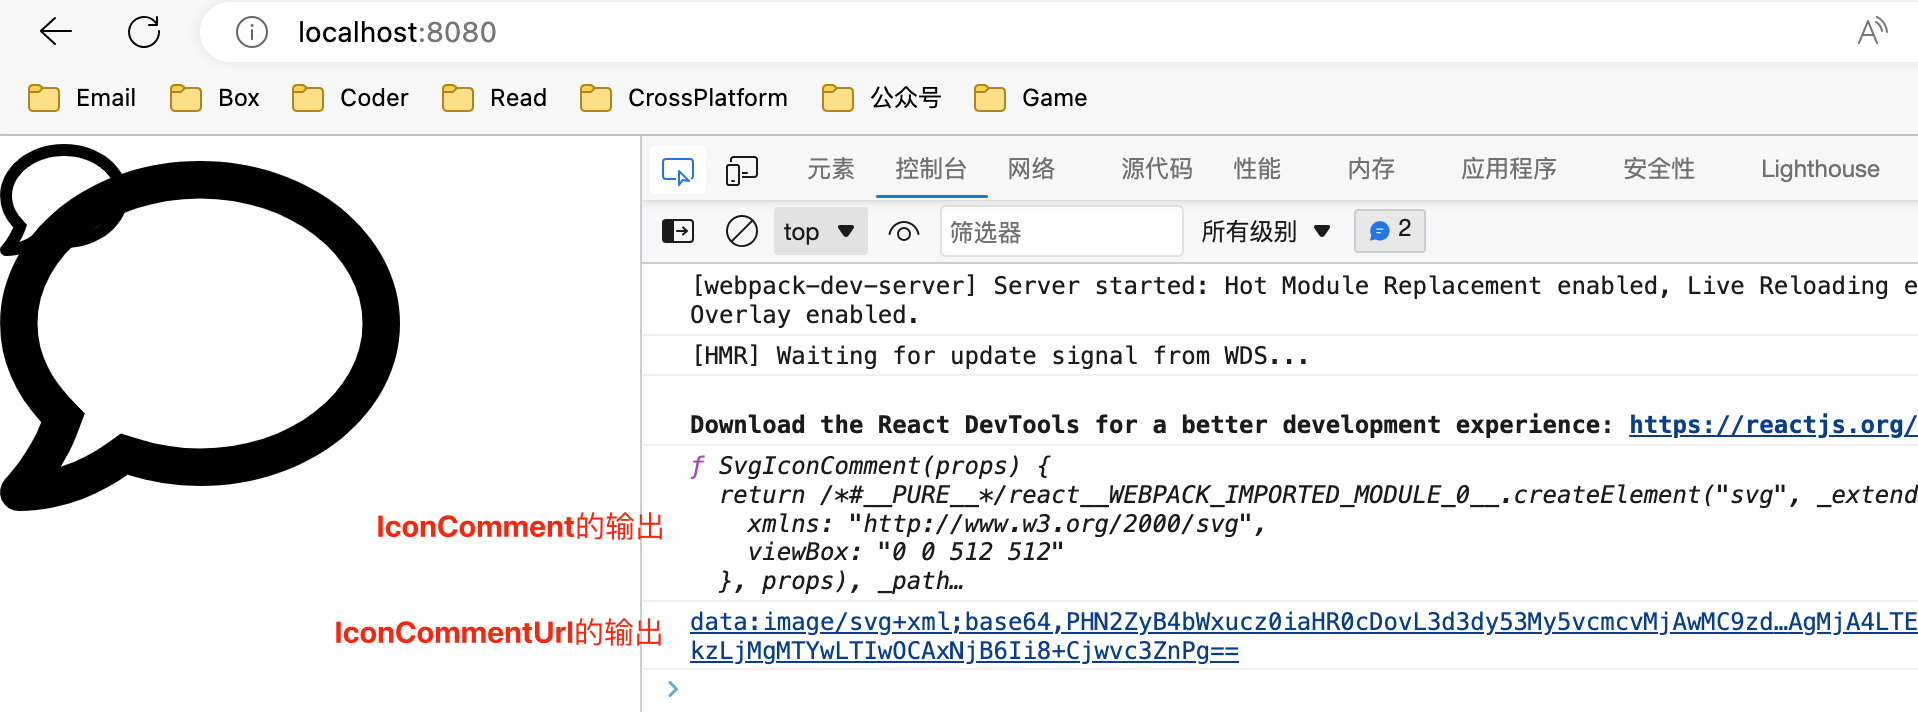 localhost:8080
Email Box Coder Read CrossPlatform 公众号 Game
元素 控制台 网络 源代码 性能 内存 应用程序 安全性 Lighthouse
top 筛选器 所有级别 2
[webpack-dev-server] Server started: Hot Module Replacement enabled, Live Reloading e
Overlay enabled.
[HMR] Waiting for update signal from WDS...
Download the React DevTools for a better development experience: https://reactjs.org/
ƒ SvgIconComment(props) {
return /*#__PURE__*/react__WEBPACK_IMPORTED_MODULE_0__.createElement("svg", _extend
xmlns: "http://www.w3.org/2000/svg",
IconComment的输出
viewBox: "0 0 512 512"
}, props), _path…
data:image/svg+xml;base64,PHN2ZyB4bWxucz0iaHR0cDovL3d3dy53My5vcmcvMjAwMC9zd…AgMjA4LTE
IconCommentUrl的输出
kzLjMgMTYwLTIwOCAxNjB6Ii8+Cjwvc3ZnPg==